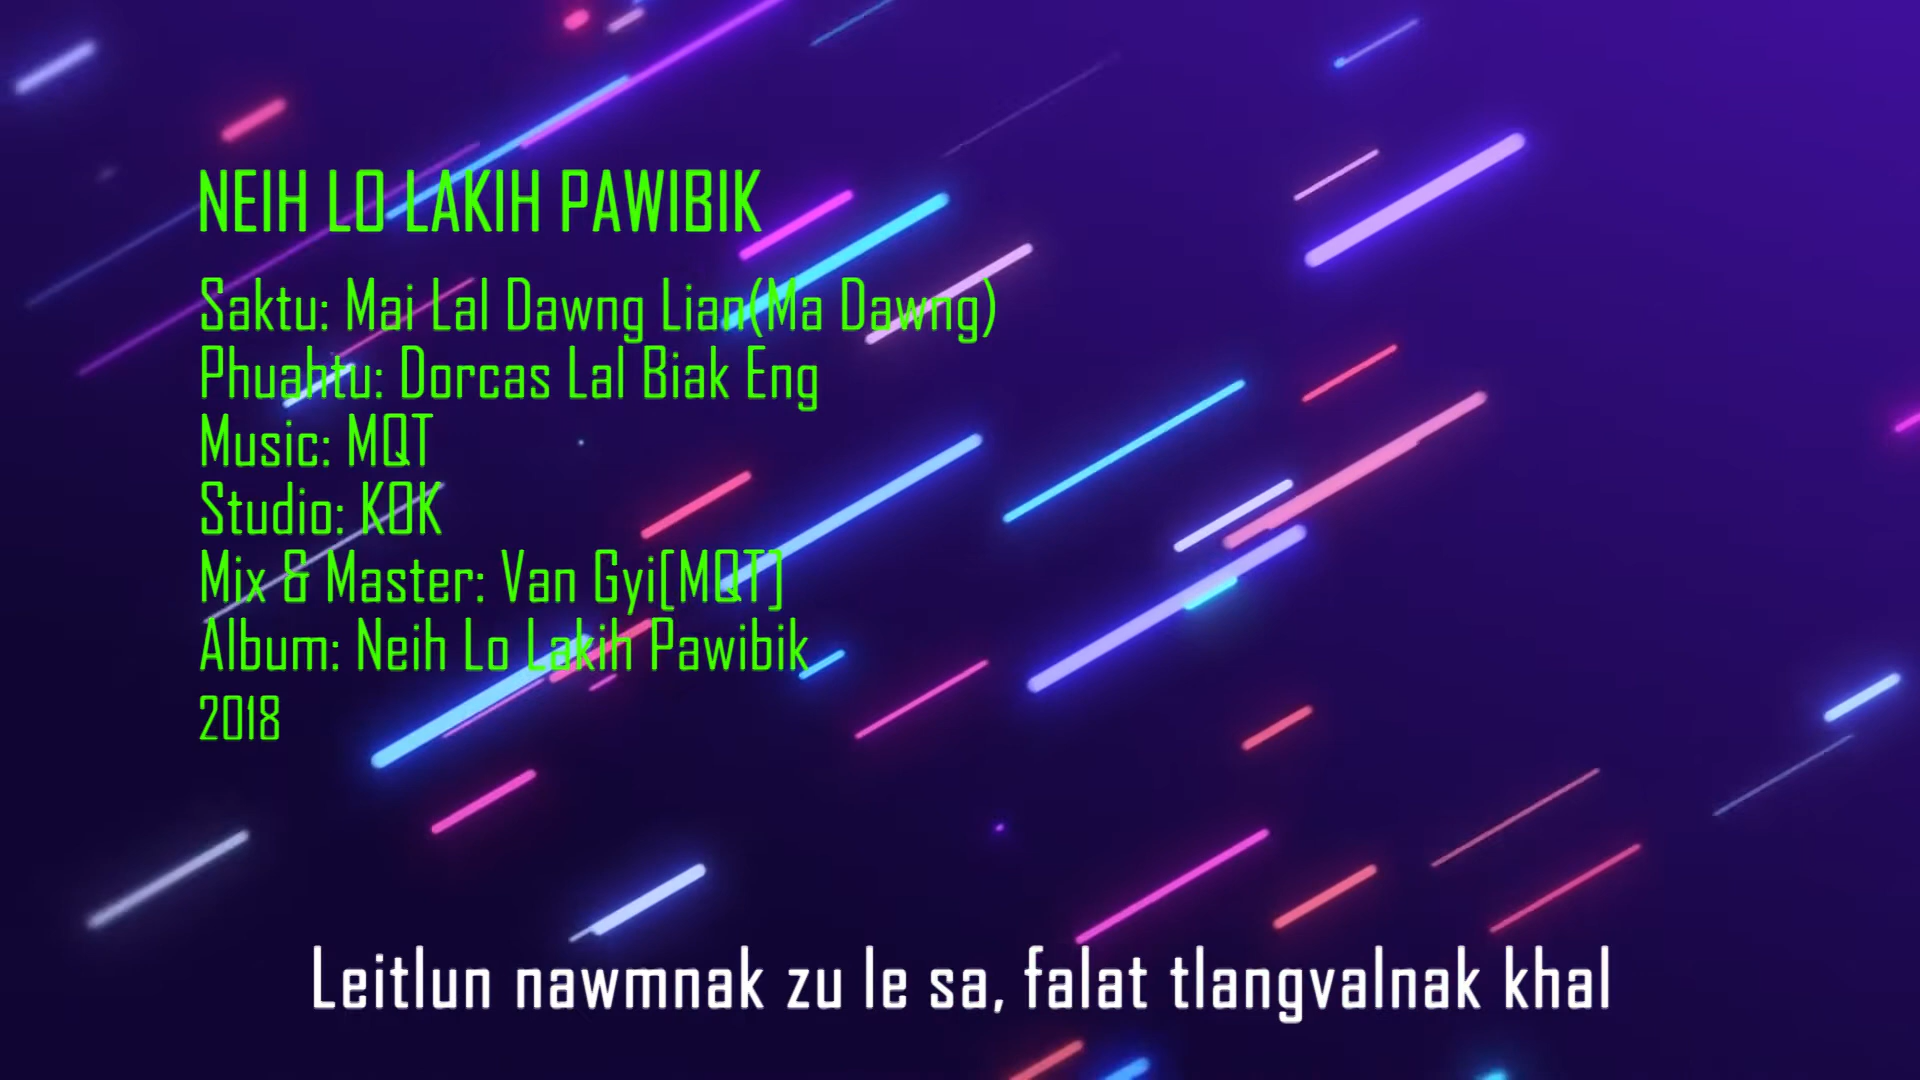 NEIH LO LAKIH PAWIBIK
Saktu: Mai Lal Dawng Lian(Ma Dawng)
Phuahtu: Dorcas Lal Biak Eng
Music: MQT
Studio: KOK
Mix & Master: Van Gyi[MQT]
Album: Neih Lo Lakih Pawibik
2018
Leitlun nawmnak zu le sa, falat tlangvalnak khal